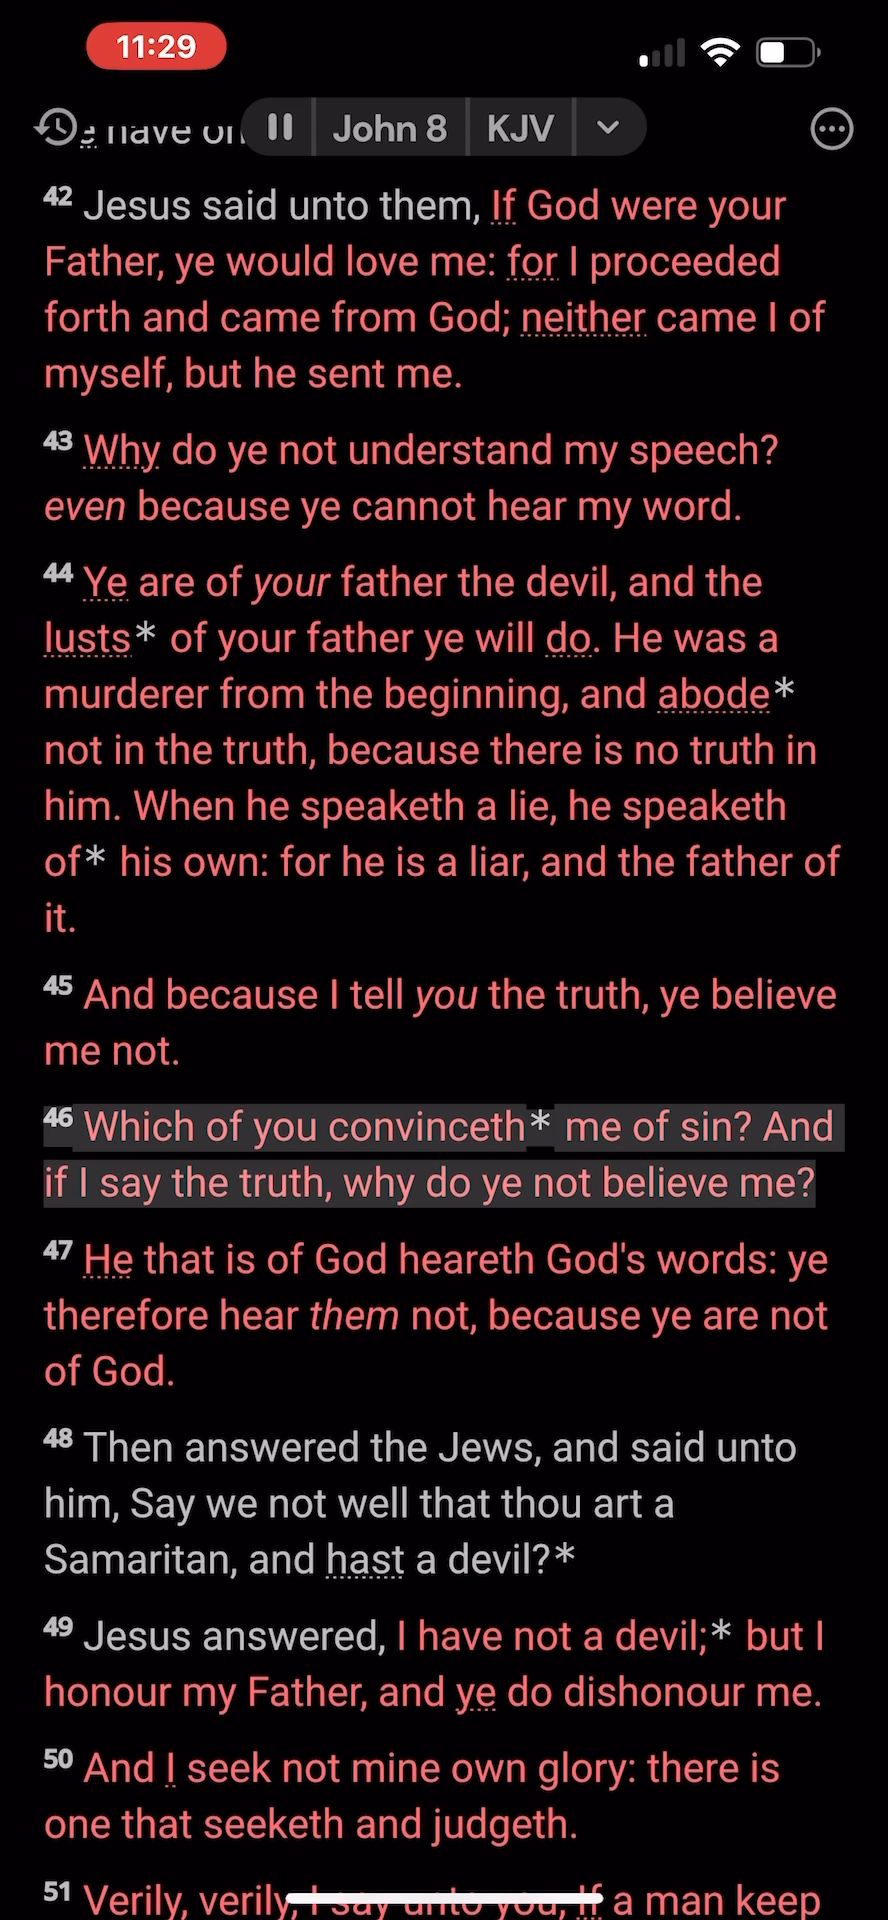 11:29
have
John 8 KJV
42 Jesus said unto them, If God were your
Father, ye would love me: for I proceeded
forth and came from God; neither came I of
myself, but he sent me.
43 Why do ye not understand my speech?
even because ye cannot hear my word.
44 Ye are of your father the devil, and the
lusts* of your father ye will do. He was a
murderer from the beginning, and abode*
not in the truth, because there is no truth in
him. When he speaketh a lie, he speaketh
of* his own: for he is a liar, and the father of
it.
45 And because I tell you the truth, ye believe
me not.
46 Which of you convinceth* me of sin? And
if I say the truth, why do ye not believe me?
47 He that is of God heareth God's words: ye
therefore hear them not, because ye are not
of God.
48 Then answered the Jews, and said unto
him, Say we not well that thou art a
Samaritan, and hast a devil?*
49 Jesus answered, I have not a devil;* but I
honour my Father, and ye do dishonour me.
50 And I seek not mine own glory: there is
one that seeketh and judgeth.
51 Verily, verily, I say unto you, If a man keep